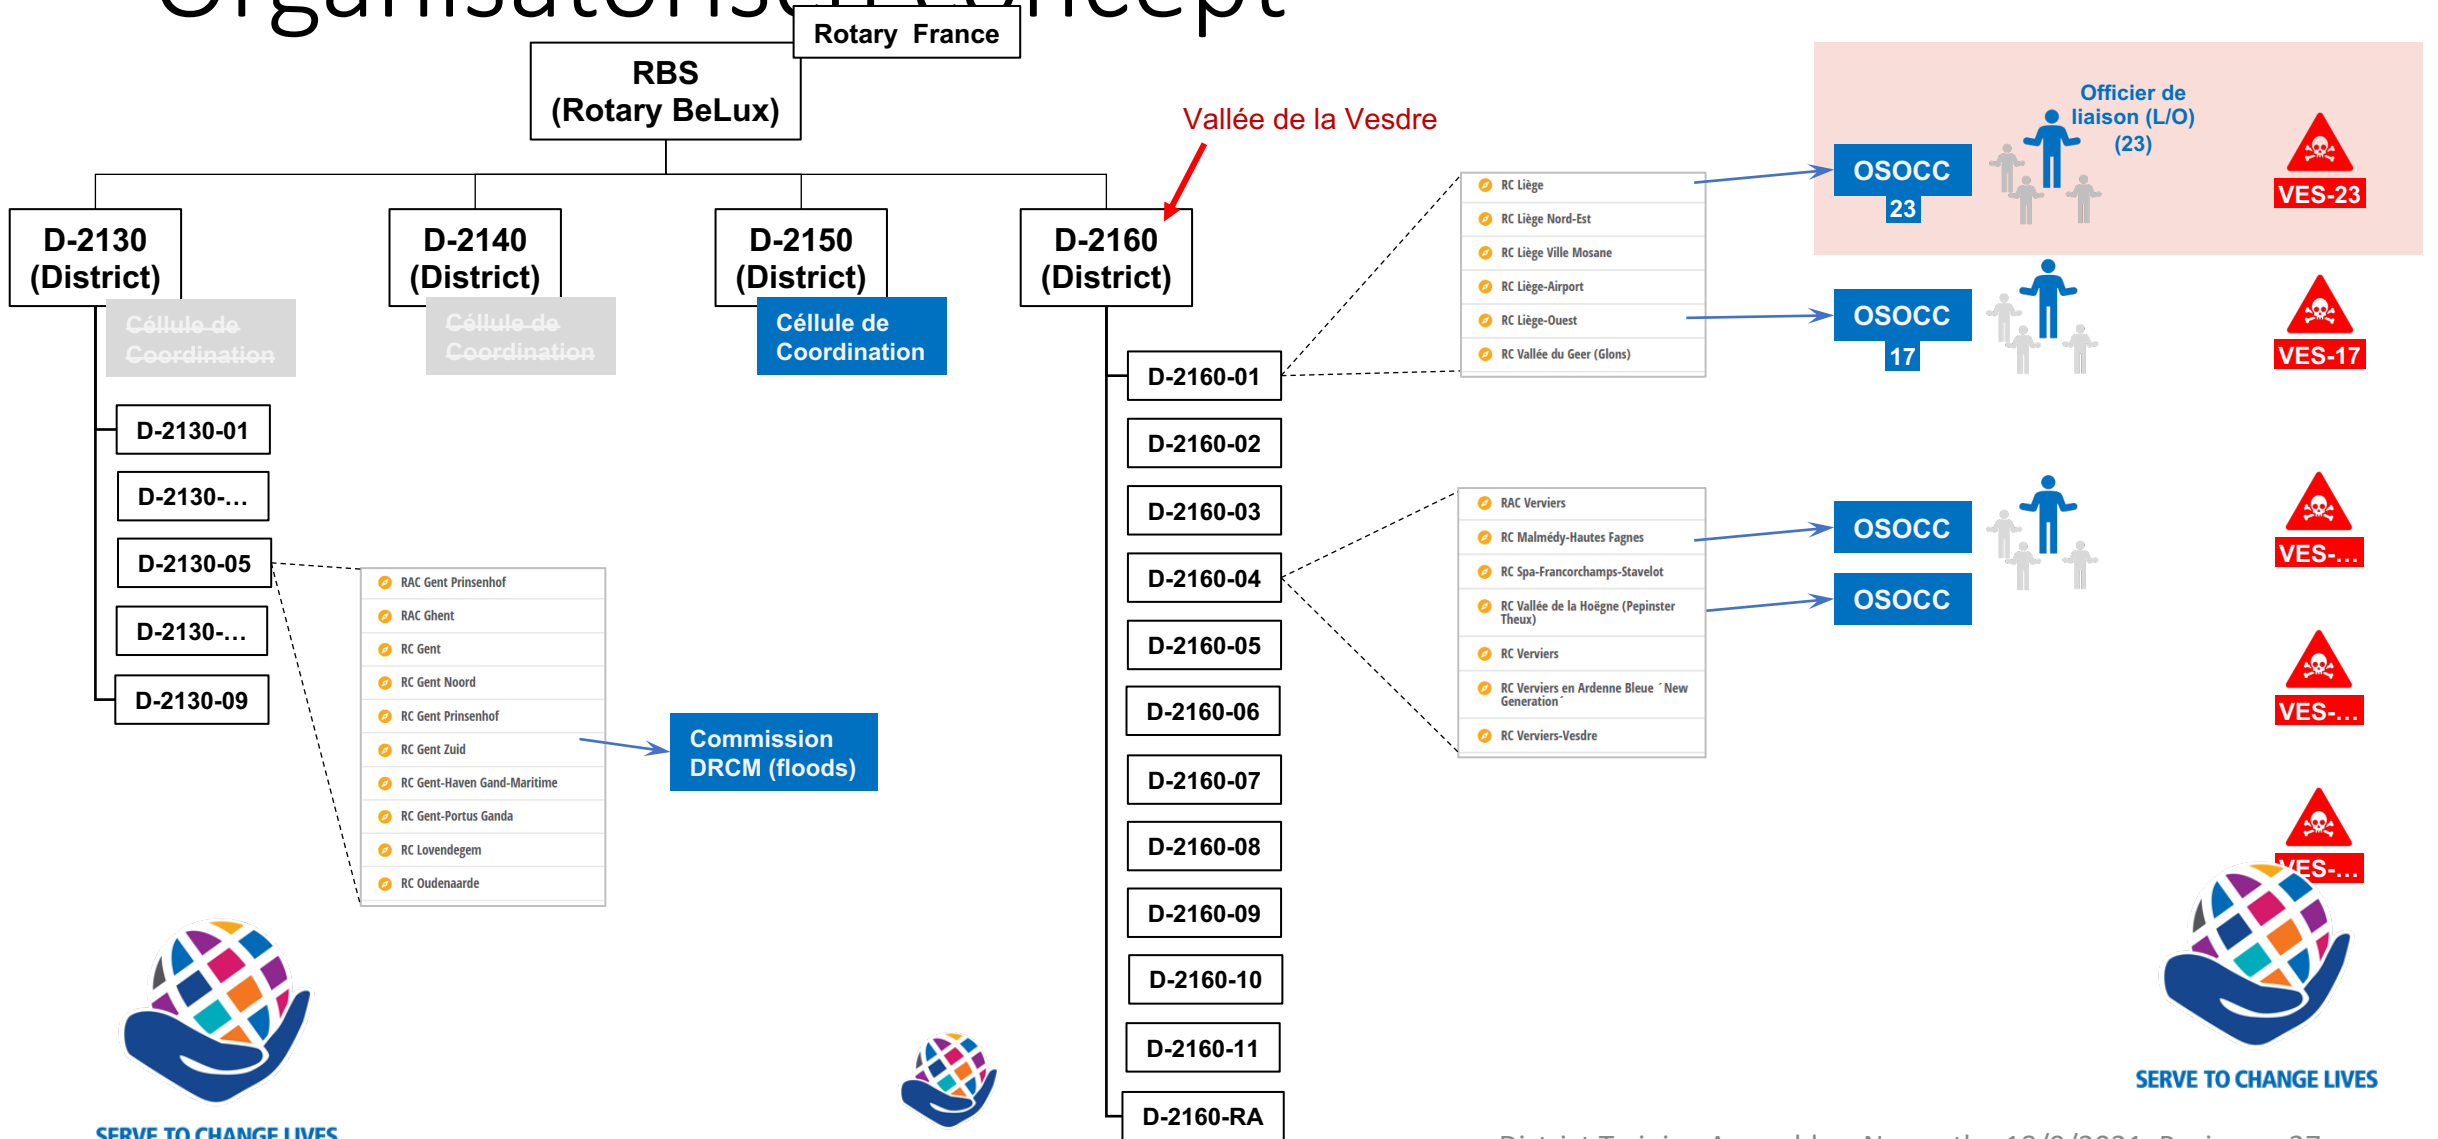 Organisatorisch concept
Rotary France
RBS
(Rotary BeLux)
Vallée de la Vesdre
D-2130
(District)
Céllule de
Coordination
D-2140
(District)
Céllule de
Coordination
D-2150
(District)
Céllule de
Coordination
D-2160
(District)
D-2130-01
D-2130-...
D-2130-05
D-2130-...
D-2130-09
RAC Gent Prinsenhof
RAC Ghent
RC Gent
RC Gent Noord
RC Gent Prinsenhof
RC Gent Zuid
RC Gent-Haven Gand-Maritime
RC Gent-Portus Ganda
RC Lovendegem
RC Oudenaarde
Commission
DRCM (floods)
D-2160-01
D-2160-02
D-2160-03
D-2160-04
D-2160-05
D-2160-06
D-2160-07
D-2160-08
D-2160-09
D-2160-10
D-2160-11
D-2160-RA
RC Liège
RC Liège Nord-Est
RC Liège Ville Mosane
RC Liège-Airport
RC Liège-Ouest
RC Vallée du Geer (Glons)
RAC Verviers
RC Malmédy-Hautes Fagnes
RC Spa-Francorchamps-Stavelot
RC Vallée de la Hoëgne (Pepinster
Theux)
RC Verviers
RC Verviers en Ardenne Bleue ´New
Generation´
RC Verviers-Vesdre
OSOCC
23
Officier de
liaison (L/O)
(23)
VES-23
OSOCC
17
VES-17
OSOCC
VES-...
OSOCC
VES-...
VES-...
SERVE TO CHANGE LIVES
SERVE TO CHANGE LIVES